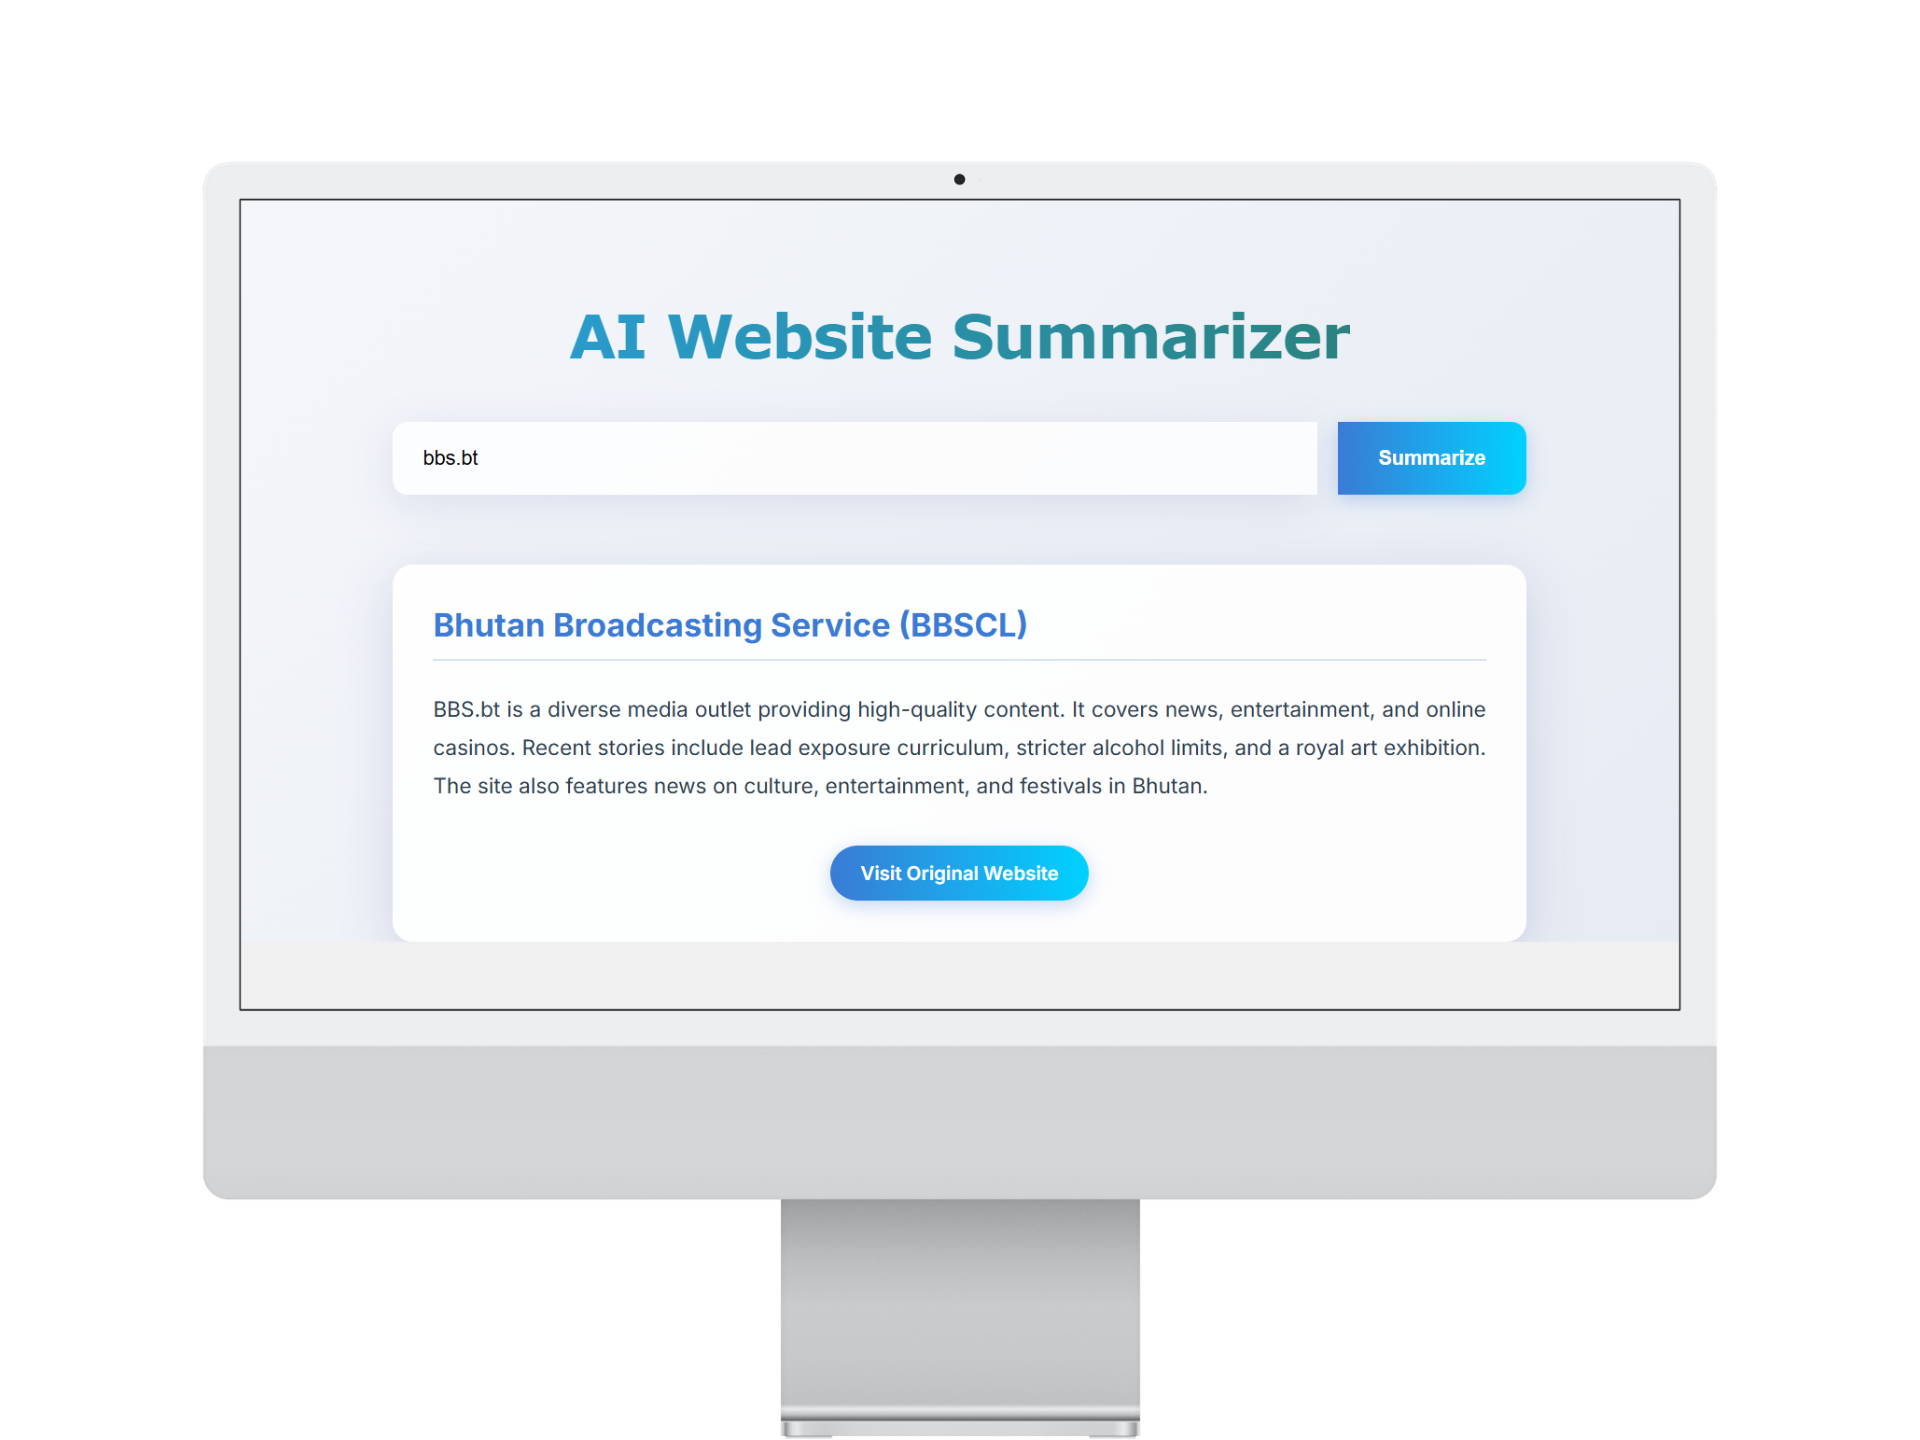 AI Website Summarizer
bbs.bt
Summarize
Bhutan Broadcasting Service (BBSCL)
BBS.bt is a diverse media outlet providing high-quality content. It covers news, entertainment, and online
casinos. Recent stories include lead exposure curriculum, stricter alcohol limits, and a royal art exhibition.
The site also features news on culture, entertainment, and festivals in Bhutan.
Visit Original Website